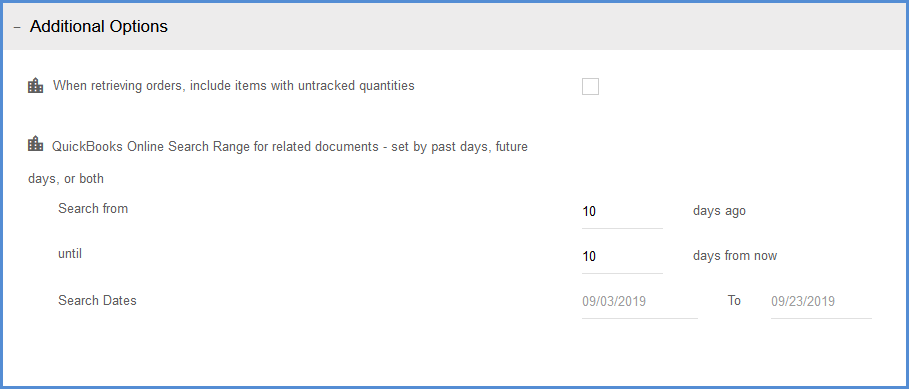 − Additional Options
When retrieving orders, include items with untracked quantities
QuickBooks Online Search Range for related documents - set by past days, future
days, or both
Search from 10 days ago
until 10 days from now
Search Dates 09/03/2019 To 09/23/2019